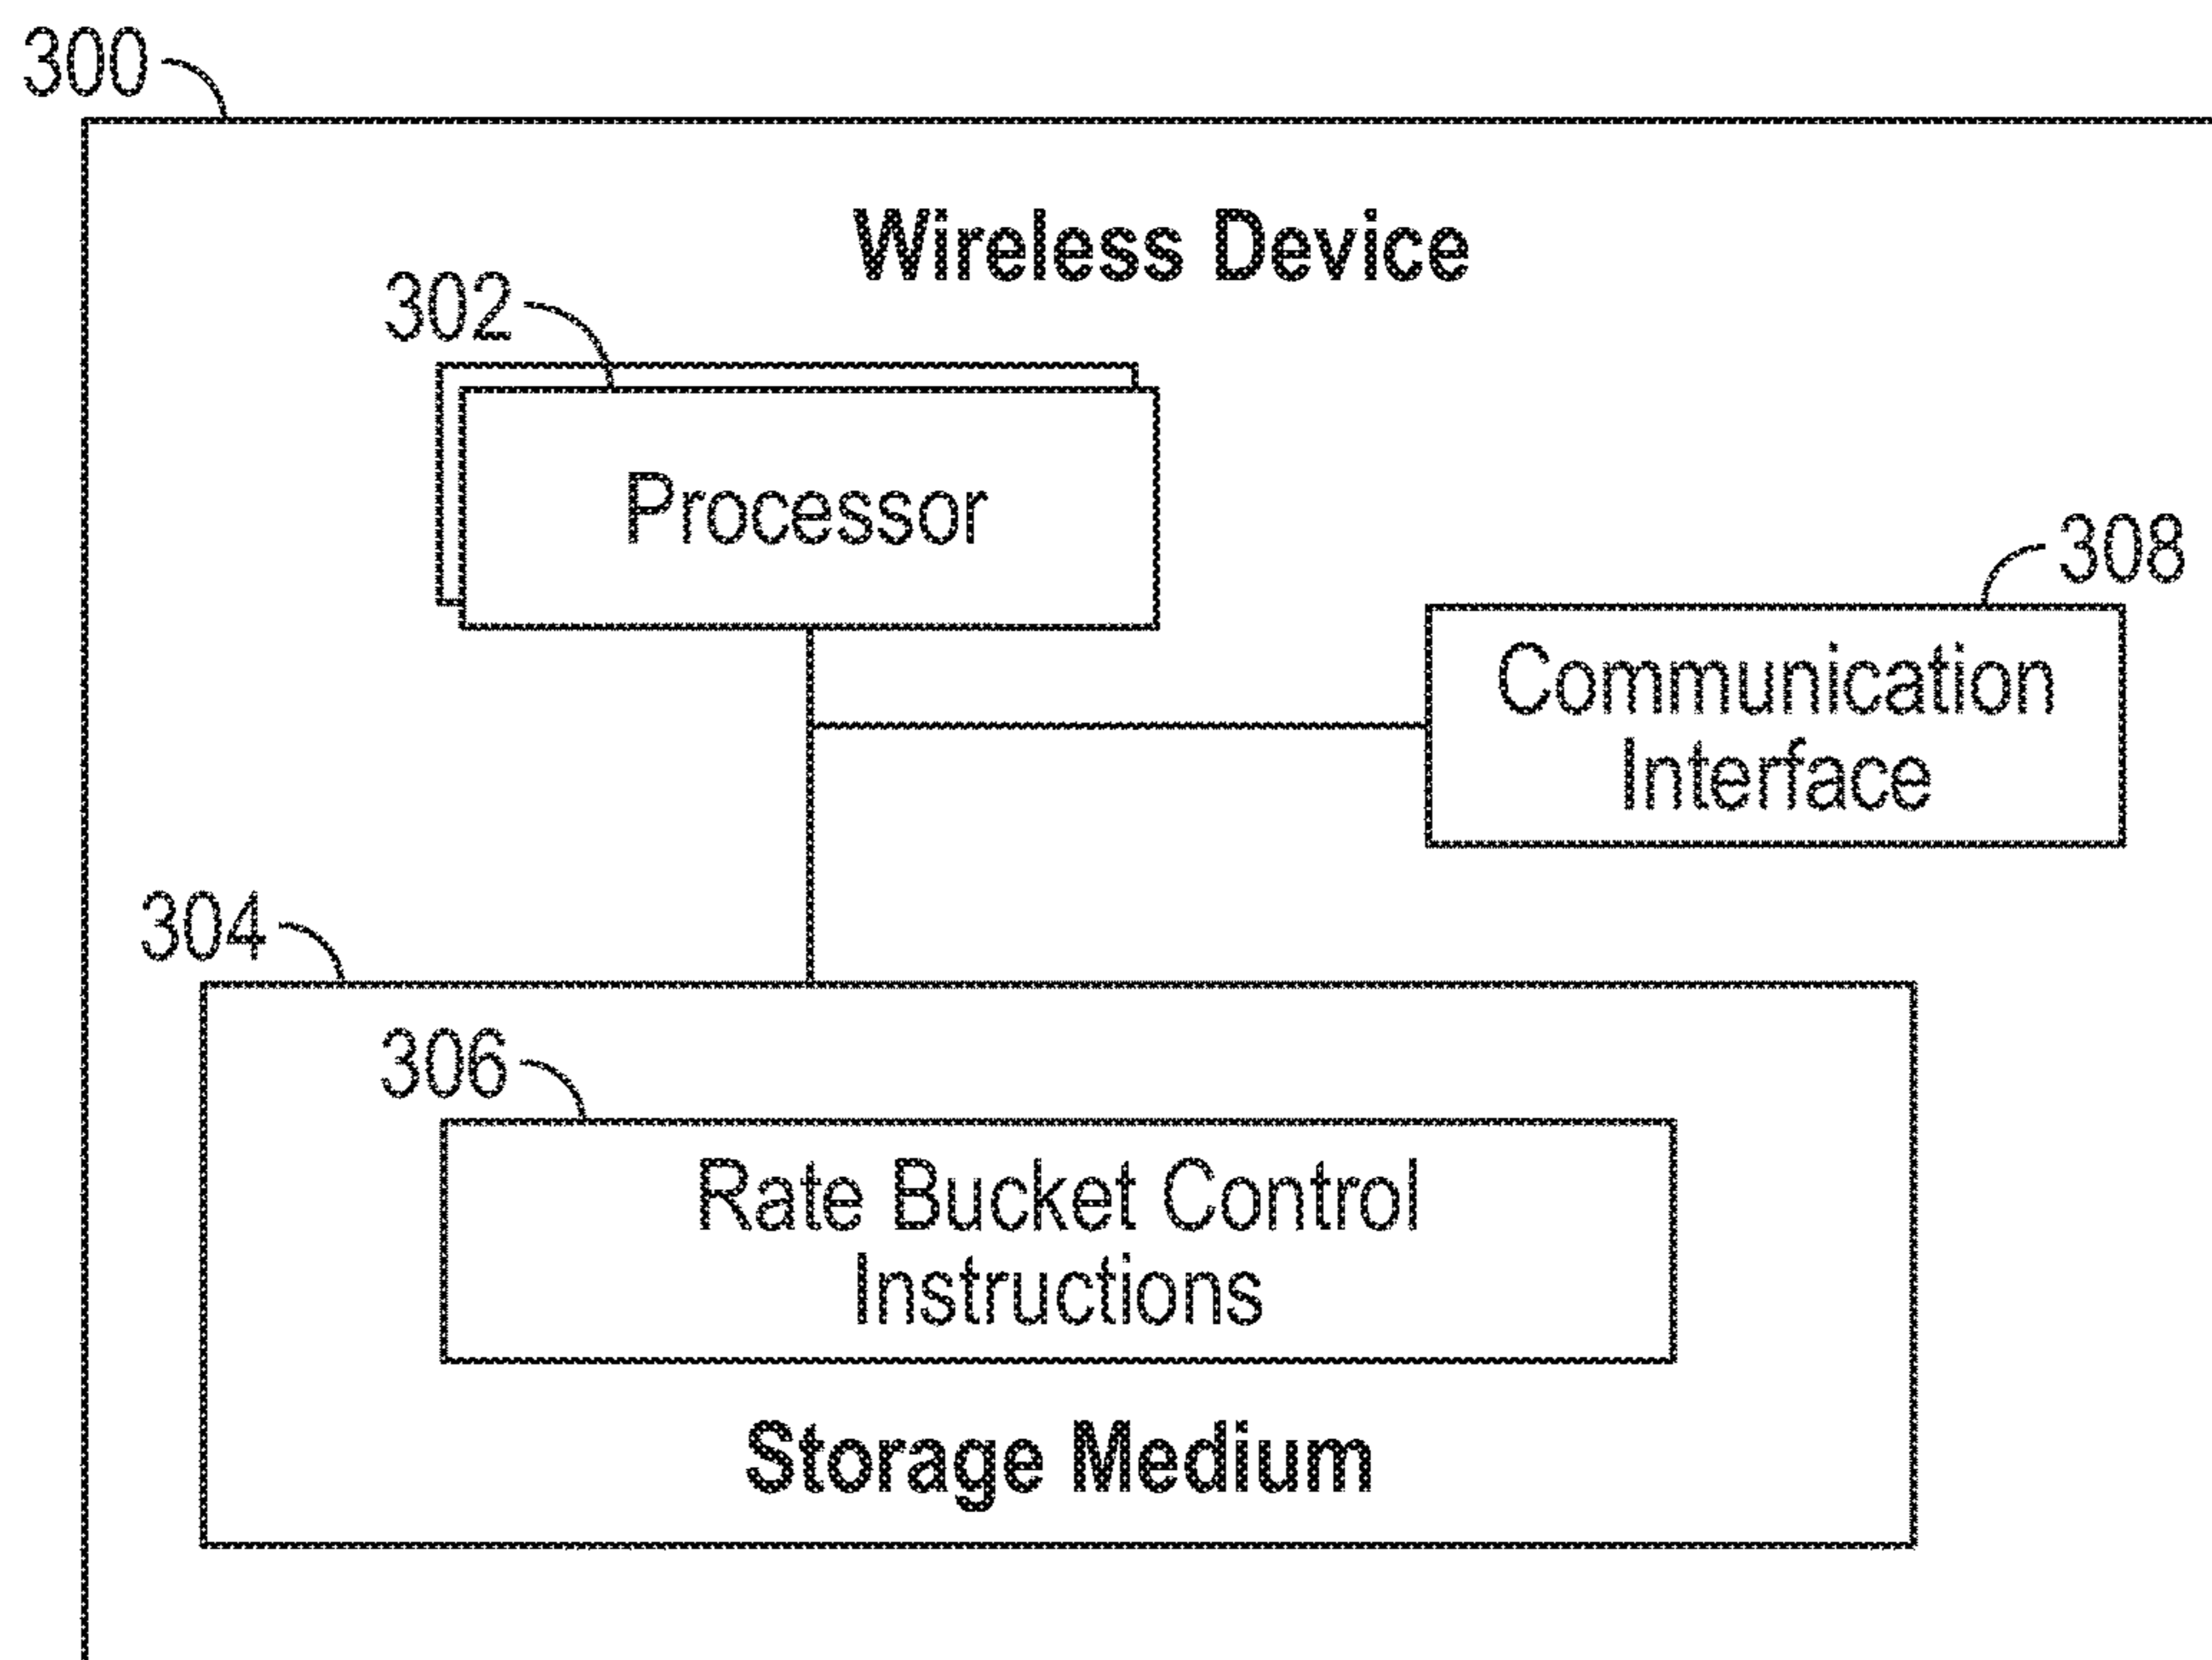 300
Wireless Device
302
Processor
308
Communication
Interface
304
306
Rate Bucket Control
Instructions
Storage Medium